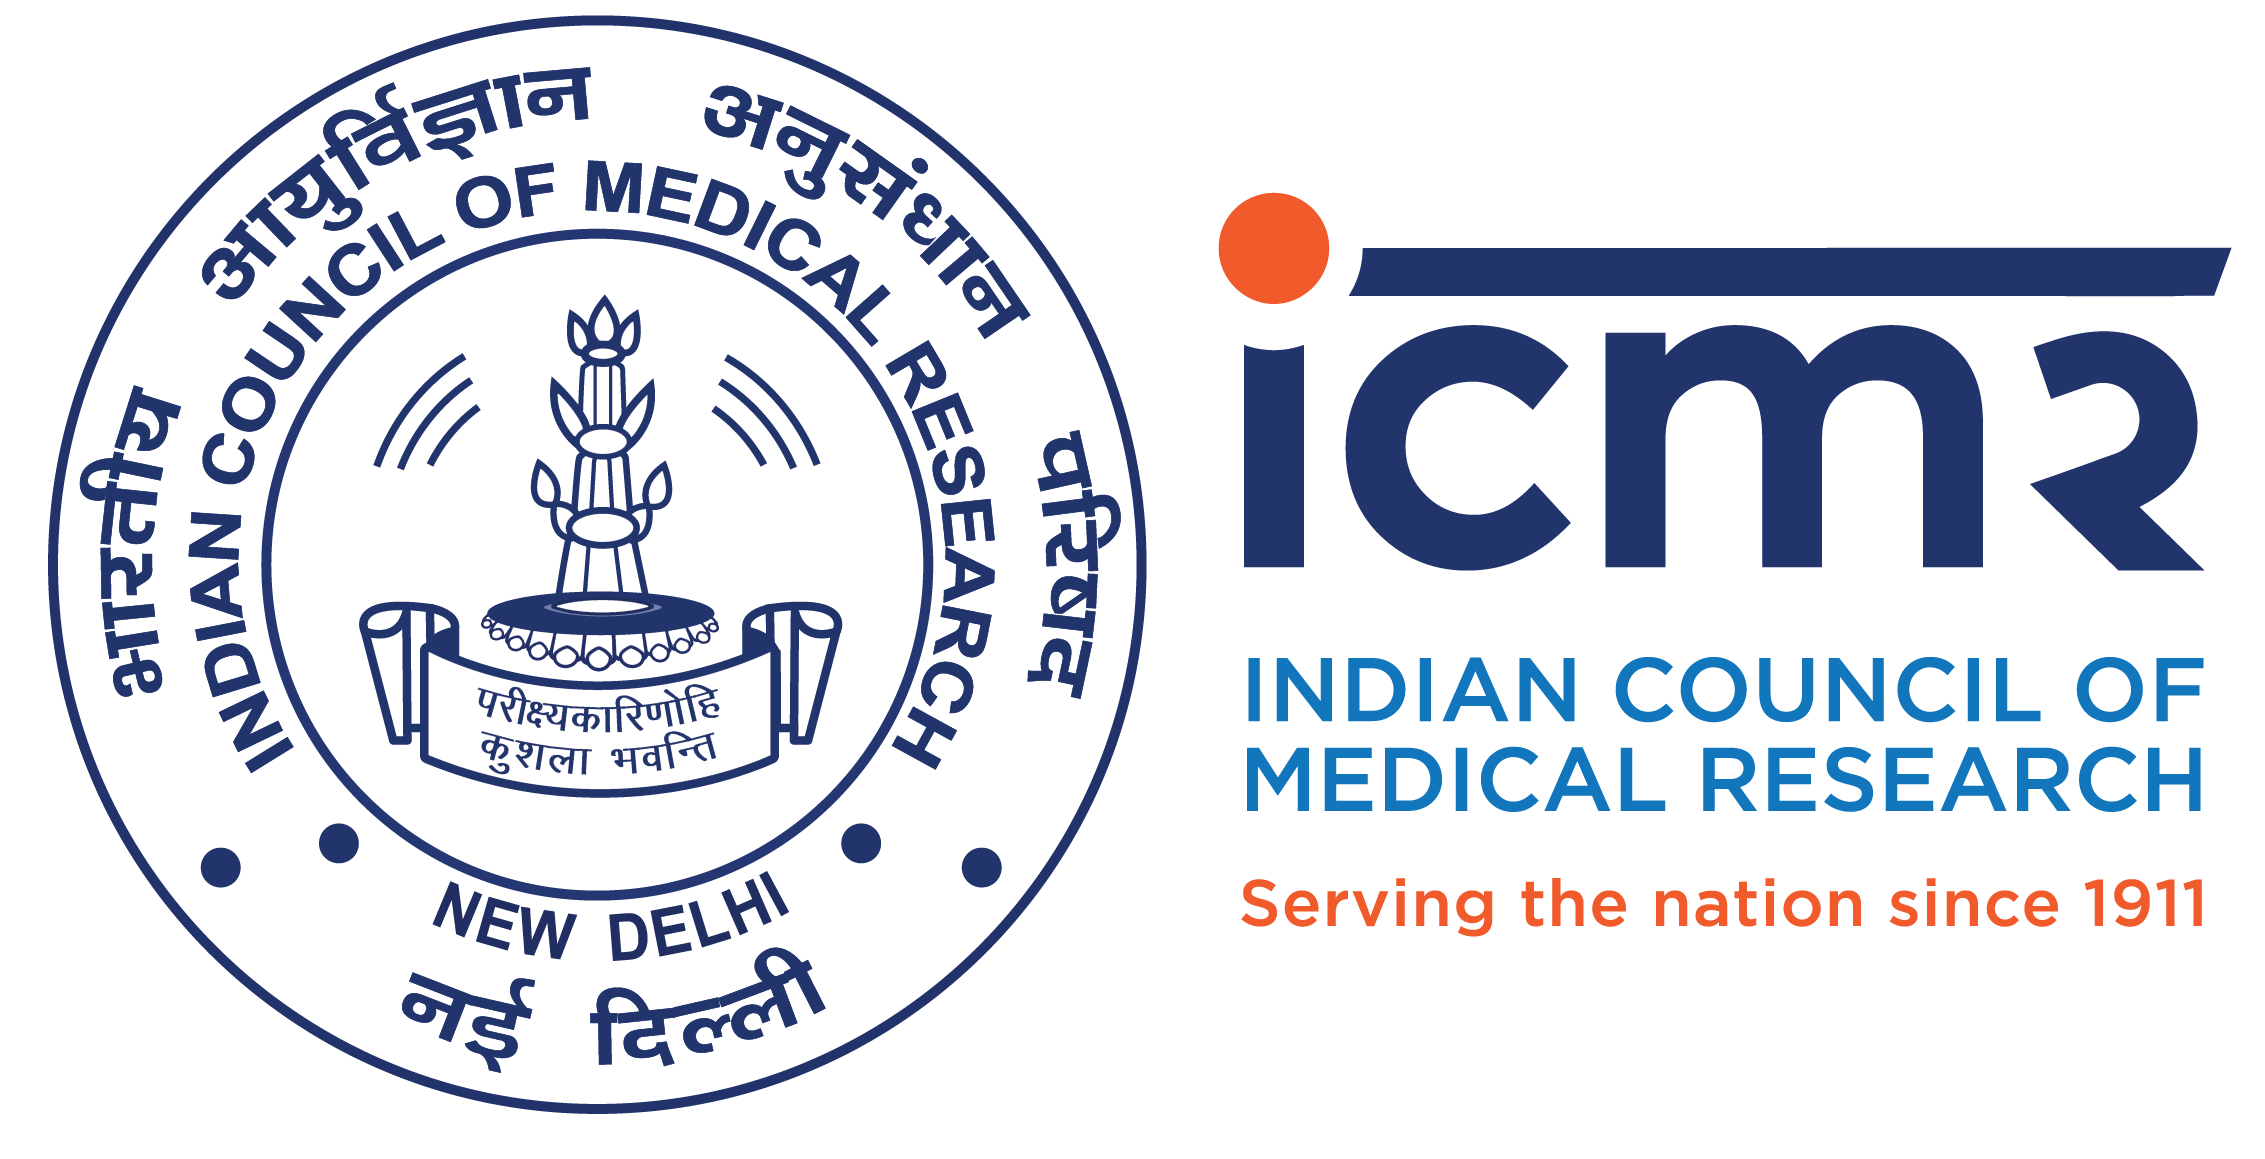 भारतीय आयुर्विज्ञान अनुसंधान परिषद
INDIAN COUNCIL OF MEDICAL RESEARCH
परीक्ष्यकारिणोहि
कुशला भवन्ति
NEW DELHI
नई दिल्ली
icmr
INDIAN COUNCIL OF
MEDICAL RESEARCH
Serving the nation since 1911